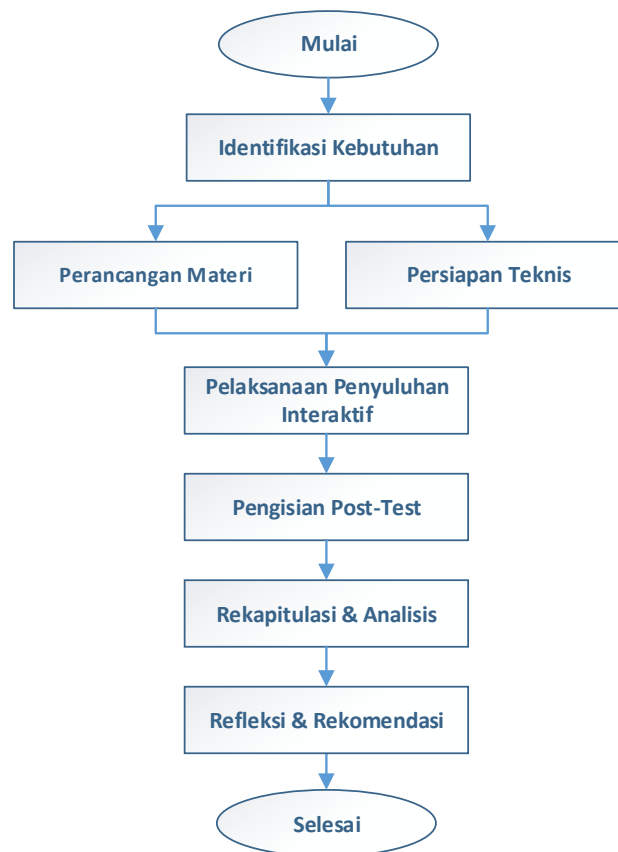 Mulai
Identifikasi Kebutuhan
Perancangan Materi
Persiapan Teknis
Pelaksanaan Penyuluhan
Interaktif
Pengisian Post-Test
Rekapitulasi & Analisis
Refleksi & Rekomendasi
Selesai